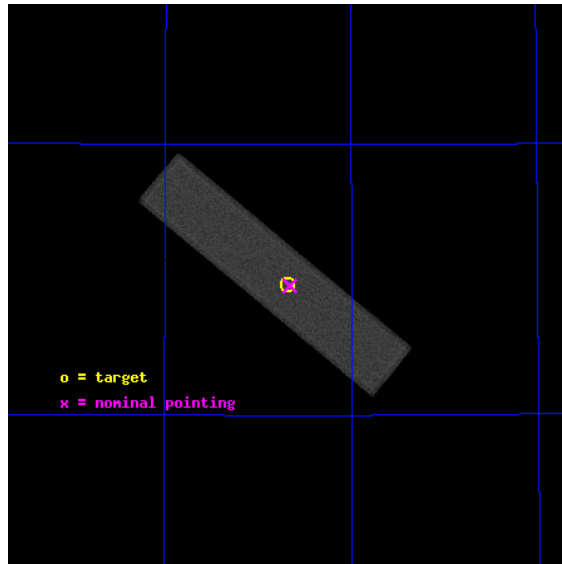 o = target
x = nominal pointing